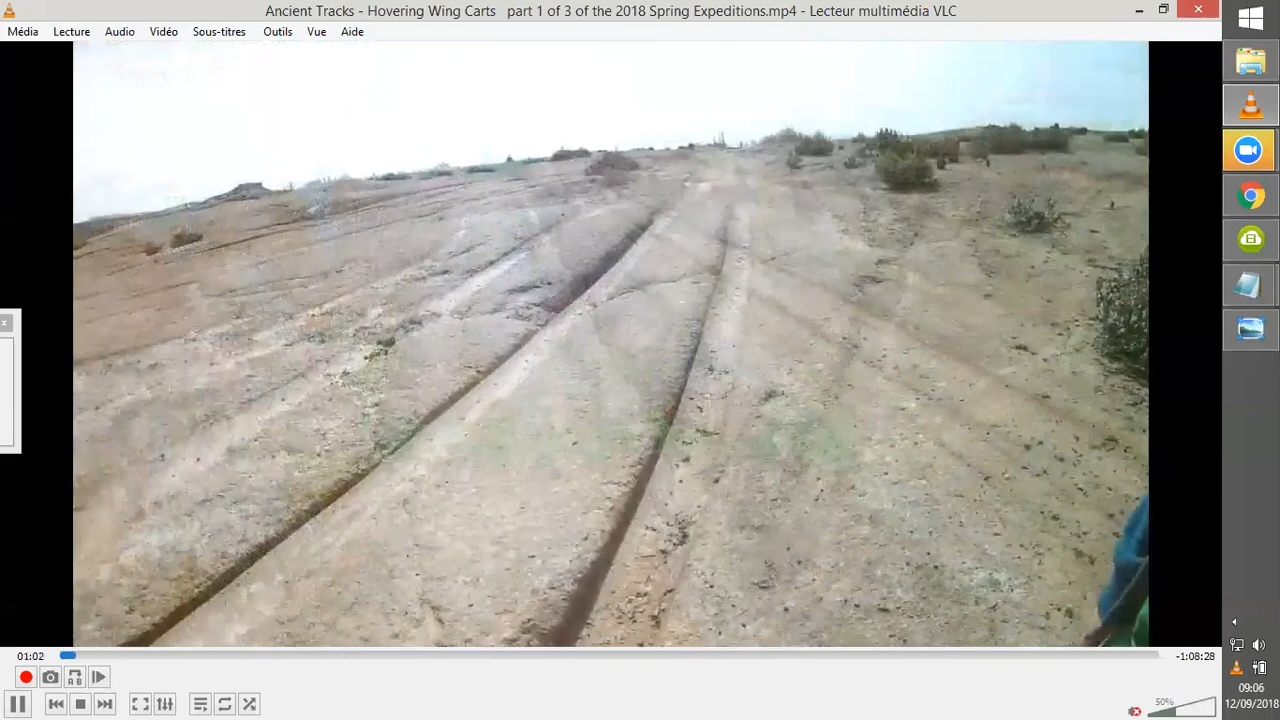 Ancient Tracks - Hovering Wing Carts   part 1 of 3 of the 2018 Spring Expeditions.mp4 - Lecteur multimédia VLC
Média Lecture Audio Vidéo Sous-titres Outils Vue Aide
x
01:02 -1:08:28
A B
50%
09:06
12/09/2018